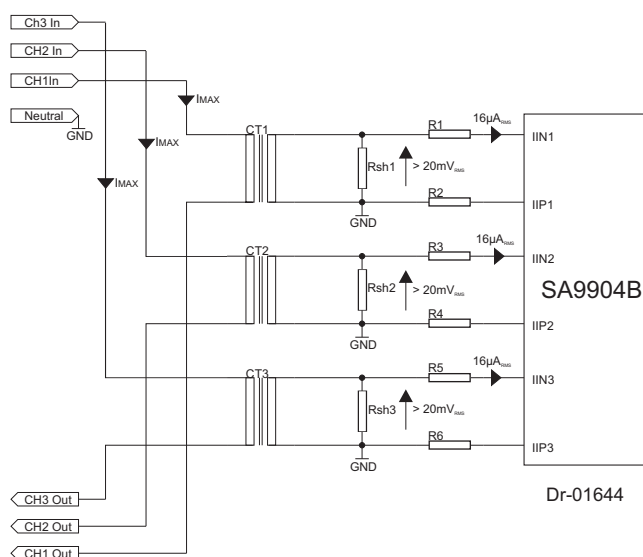 Ch3 In
CH2 In
CH1In
Neutral
GND
IMAX
IMAX
IMAX
CT1
Rsh1
> 20mVRMS
R1
16µARMS
IIN1
R2
IIP1
GND
CT2
Rsh2
> 20mVRMS
R3
16µARMS
IIN2
R4
IIP2
GND
SA9904B
CT3
Rsh3
> 20mVRMS
R5
16µARMS
IIN3
R6
IIP3
GND
CH3 Out
CH2 Out
CH1 Out
Dr-01644